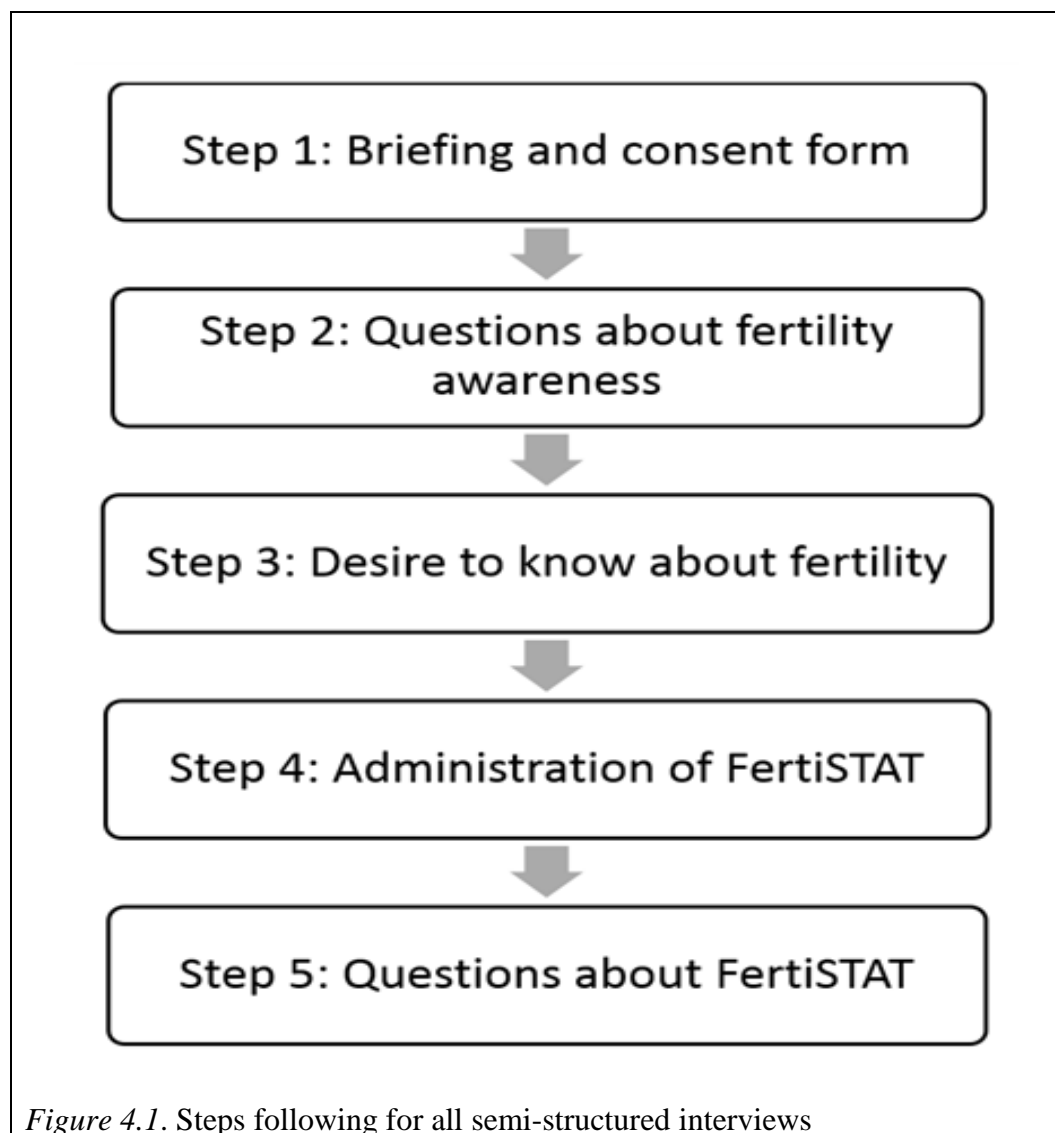 Step 1: Briefing and consent form
Step 2: Questions about fertility
awareness
Step 3: Desire to know about fertility
Step 4: Administration of FertiSTAT
Step 5: Questions about FertiSTAT
Figure 4.1. Steps following for all semi-structured interviews